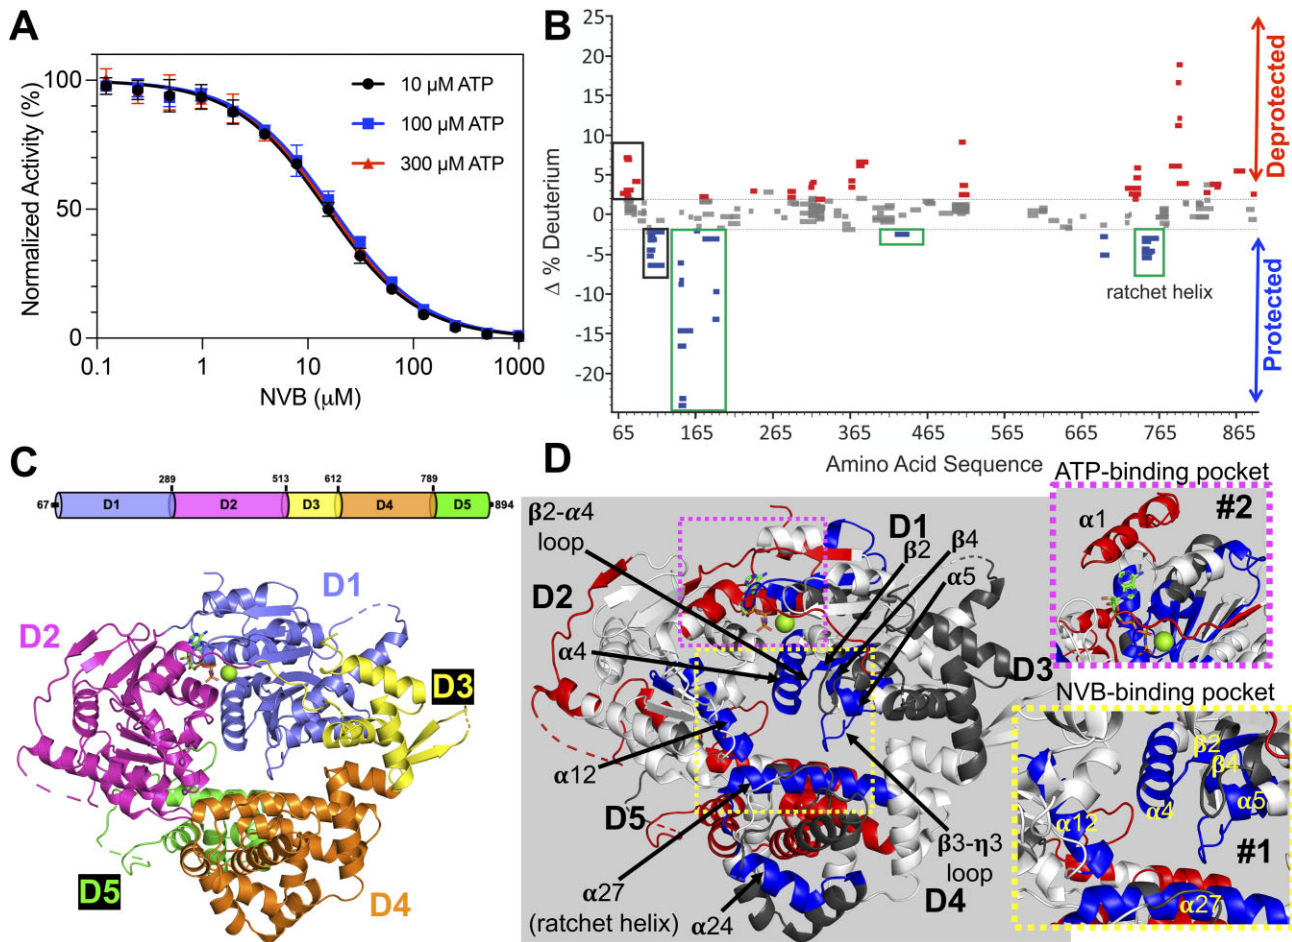 A
Normalized Activity (%)
100
50
0
10 μM ATP
100 μM ATP
300 μM ATP
0.1 1 10 100 1000
NVB (μM)
B
Δ % Deuterium
25
20
15
10
5
0
-5
-10
-15
-20
ratchet helix
Deprotected
Protected
65 165 265 365 465 565 665 765 865
Amino Acid Sequence
C
289 513 612 789
67 D1 D2 D3 D4 D5 894
D1
D2
D3
D5
D4
D
β2-α4
loop
D1
β2
β4
α5
D2
α4
D3
α12
D5
β3-η3
loop
α27
(ratchet helix)
α24
D4
ATP-binding pocket
α1
#2
NVB-binding pocket
β2
β4
α4
α5
α12
#1
α27